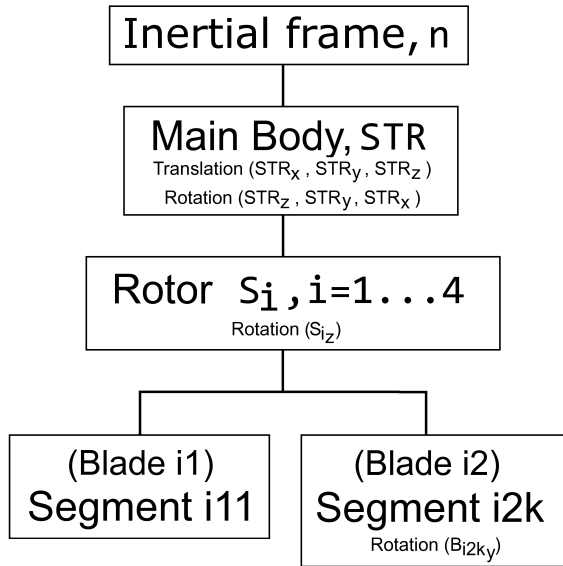 Inertial frame, n
Main Body, STR
Translation (STRx , STRy , STRz )
Rotation (STRz , STRy , STRx )
Rotor Si,i=1...4
Rotation (Siz)
(Blade i1)
Segment i11
(Blade i2)
Segment i2k
Rotation (Bi2ky)